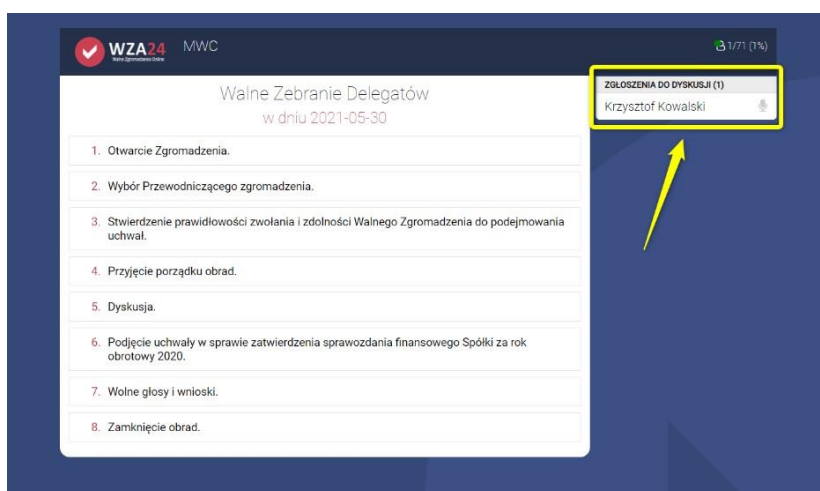 WZA24
Walne Zgromadzenia Online
MWC
1/71 (1%)
Walne Zebranie Delegatów
w dniu 2021-05-30
1. Otwarcie Zgromadzenia.
2. Wybór Przewodniczącego zgromadzenia.
3. Stwierdzenie prawidłowości zwołania i zdolności Walnego Zgromadzenia do podejmowania
uchwał.
4. Przyjęcie porządku obrad.
5. Dyskusja.
6. Podjęcie uchwały w sprawie zatwierdzenia sprawozdania finansowego Spółki za rok
obrotowy 2020.
7. Wolne głosy i wnioski.
8. Zamknięcie obrad.
ZGŁOSZENIA DO DYSKUSJI (1)
Krzysztof Kowalski